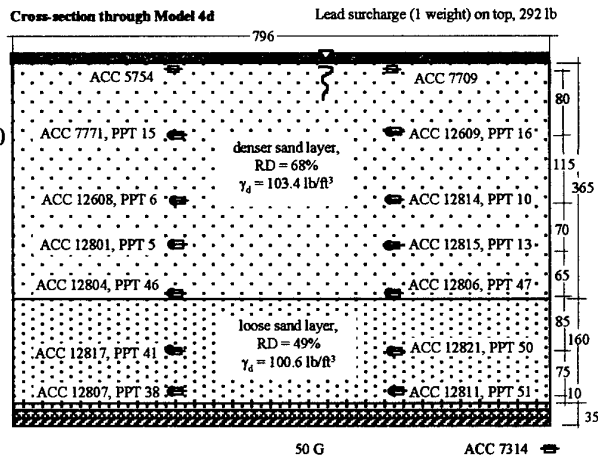 Cross-section through Model 4d
Lead surcharge (1 weight) on top, 292 lb
796
ACC 5754
ACC 7709
80
)
ACC 7771, PPT 15
ACC 12609, PPT 16
denser sand layer,
RD = 68%
γd = 103.4 lb/ft³
115
365
ACC 12608, PPT 6
ACC 12814, PPT 10
70
ACC 12801, PPT 5
ACC 12815, PPT 13
65
ACC 12804, PPT 46
ACC 12806, PPT 47
loose sand layer,
RD = 49%
γd = 100.6 lb/ft³
85
160
ACC 12817, PPT 41
ACC 12821, PPT 50
75
ACC 12807, PPT 38
ACC 12811, PPT 51
10
35
50 G
ACC 7314